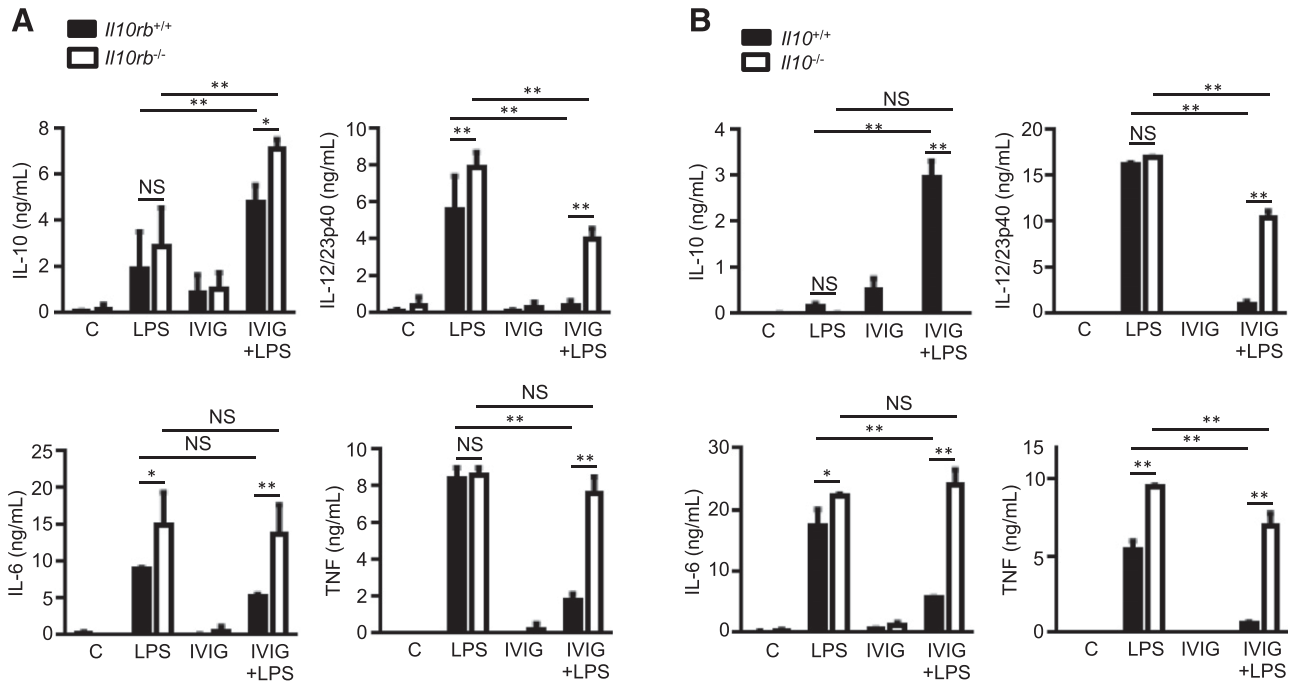 A
Il10rb+/+
Il10rb-/-
B
Il10+/+
Il10-/-
**
**
*
NS
IL-10 (ng/mL)
8
6
4
2
0
C LPS IVIG IVIG
+LPS
**
**
**
**
IL-12/23p40 (ng/mL)
10
8
6
4
2
0
C LPS IVIG IVIG
+LPS
NS
**
**
NS
IL-10 (ng/mL)
4
3
2
1
0
C LPS IVIG IVIG
+LPS
**
**
NS
**
IL-12/23p40 (ng/mL)
20
15
10
5
0
C LPS IVIG IVIG
+LPS
NS
NS
*
**
IL-6 (ng/mL)
25
20
15
10
5
0
C LPS IVIG IVIG
+LPS
NS
**
NS
**
TNF (ng/mL)
10
8
6
4
2
0
C LPS IVIG IVIG
+LPS
NS
**
*
**
IL-6 (ng/mL)
30
20
10
0
C LPS IVIG IVIG
+LPS
**
**
**
**
TNF (ng/mL)
15
10
5
0
C LPS IVIG IVIG
+LPS